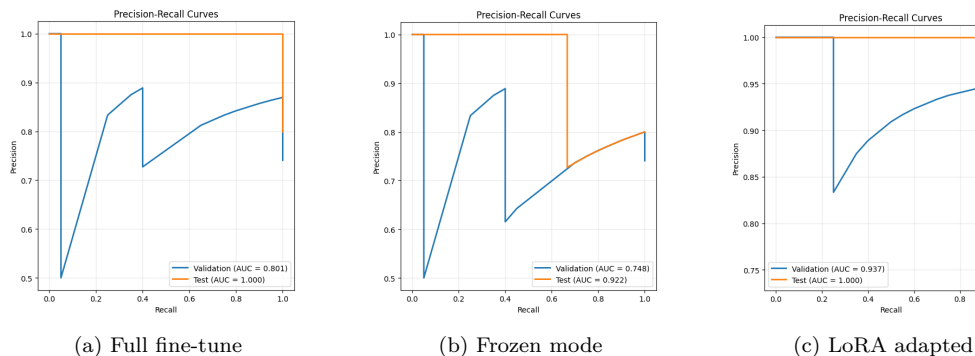 Precision-Recall Curves
1.0
0.9
0.8
0.7
0.6
0.5
Precision
Validation (AUC = 0.801)
Test (AUC = 1.000)
0.0 0.2 0.4 0.6 0.8 1.0
Recall
(a) Full fine-tune
Precision-Recall Curves
1.0
0.9
0.8
0.7
0.6
0.5
Precision
Validation (AUC = 0.748)
Test (AUC = 0.922)
0.0 0.2 0.4 0.6 0.8 1.0
Recall
(b) Frozen mode
Precision-Recall Curves
1.00
0.95
0.90
0.85
0.80
0.75
Precision
Validation (AUC = 0.937)
Test (AUC = 1.000)
0.0 0.2 0.4 0.6 0.8
Recall
(c) LoRA adapted